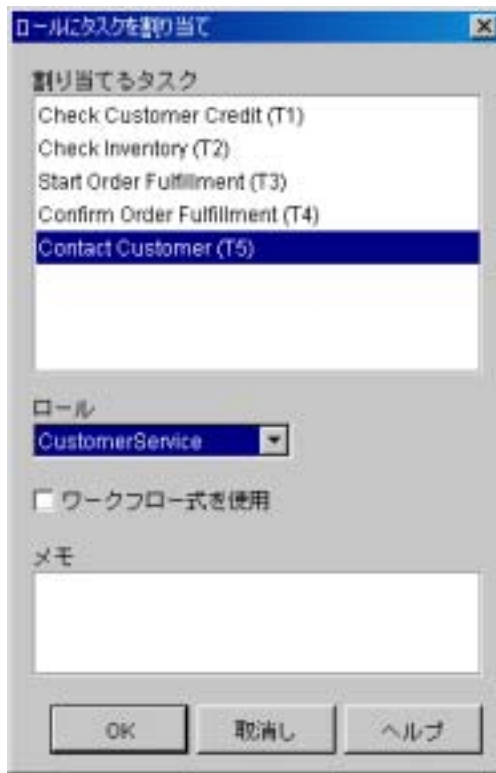 ロールにタスクを割り当て
割り当てるタスク
Check Customer Credit (T1)
Check Inventory (T2)
Start Order Fulfillment (T3)
Confirm Order Fulfillment (T4)
Contact Customer (T5)
ロール
CustomerService
ワークフロー式を使用
メモ
OK 取消し ヘルプ